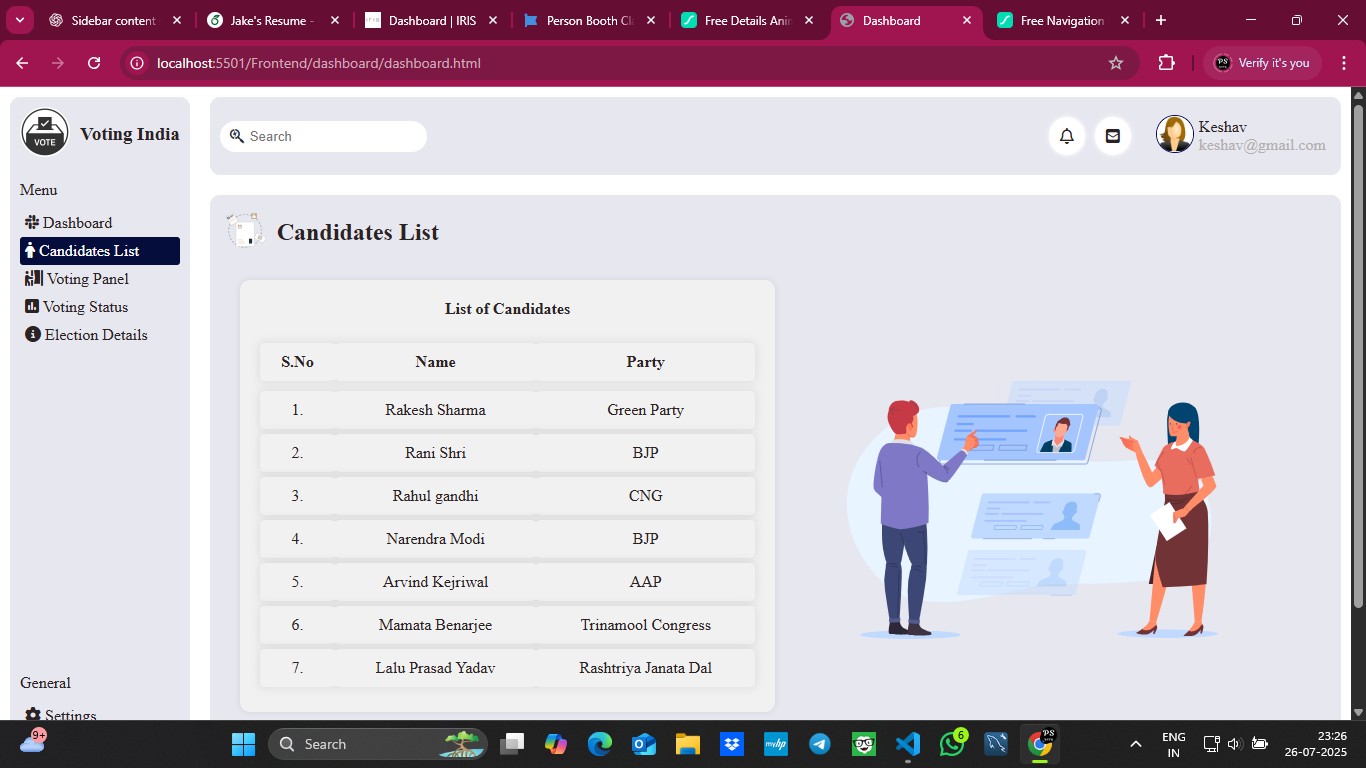 Sidebar content
Jake's Resume -
Dashboard | IRIS
Person Booth Cl
Free Details Anin
Dashboard
Free Navigation
localhost:5501/Frontend/dashboard/dashboard.html
Verify it's you
VOTE
Voting India
Search
Keshav
keshav@gmail.com
Menu
Dashboard
Candidates List
Voting Panel
Voting Status
Election Details
General
Settings
Candidates List
List of Candidates
S.No Name Party
1. Rakesh Sharma Green Party
2. Rani Shri BJP
3. Rahul gandhi CNG
4. Narendra Modi BJP
5. Arvind Kejriwal AAP
6. Mamata Benarjee Trinamool Congress
7. Lalu Prasad Yadav Rashtriya Janata Dal
9+
Search
myhp
6
PS
ENG
IN
23:26
26-07-2025